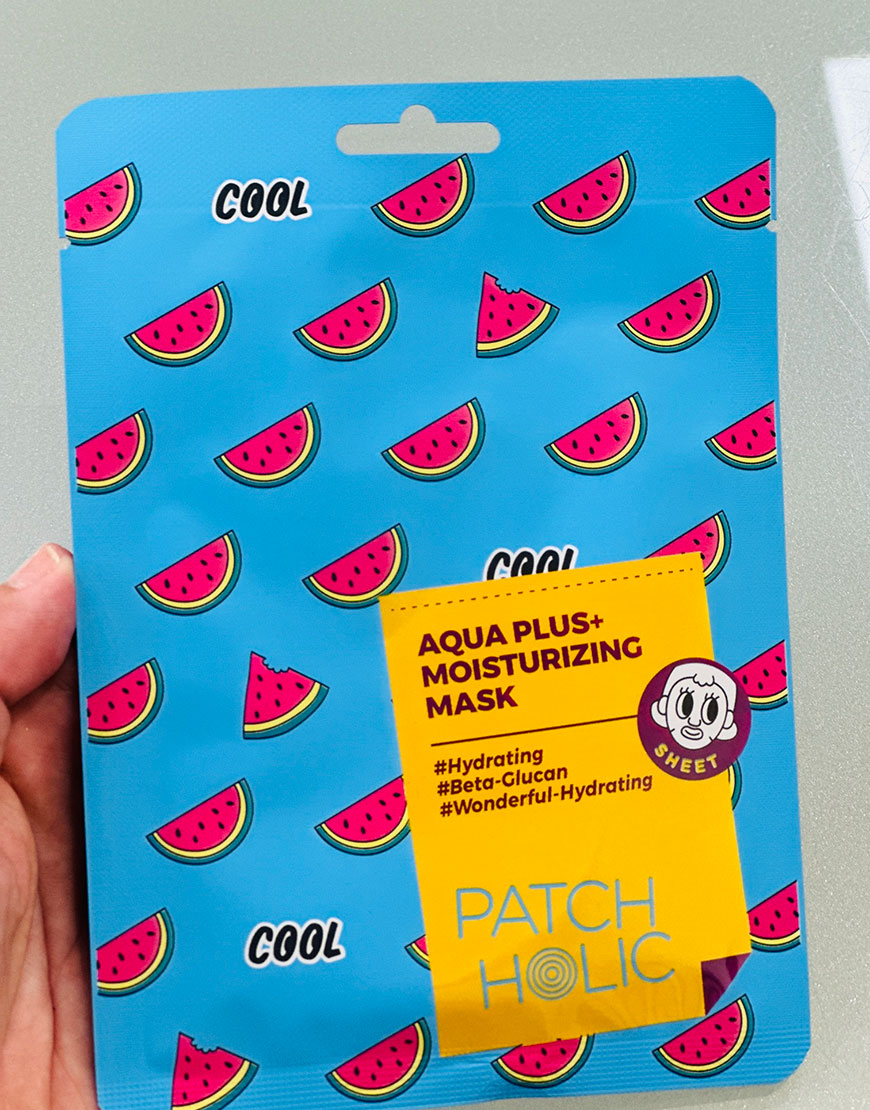 COOL
COOL
AQUA PLUS+
MOISTURIZING
MASK
#Hydrating
#Beta-Glucan
#Wonderful-Hydrating
SHEET
PATCH
HOLIC
COOL